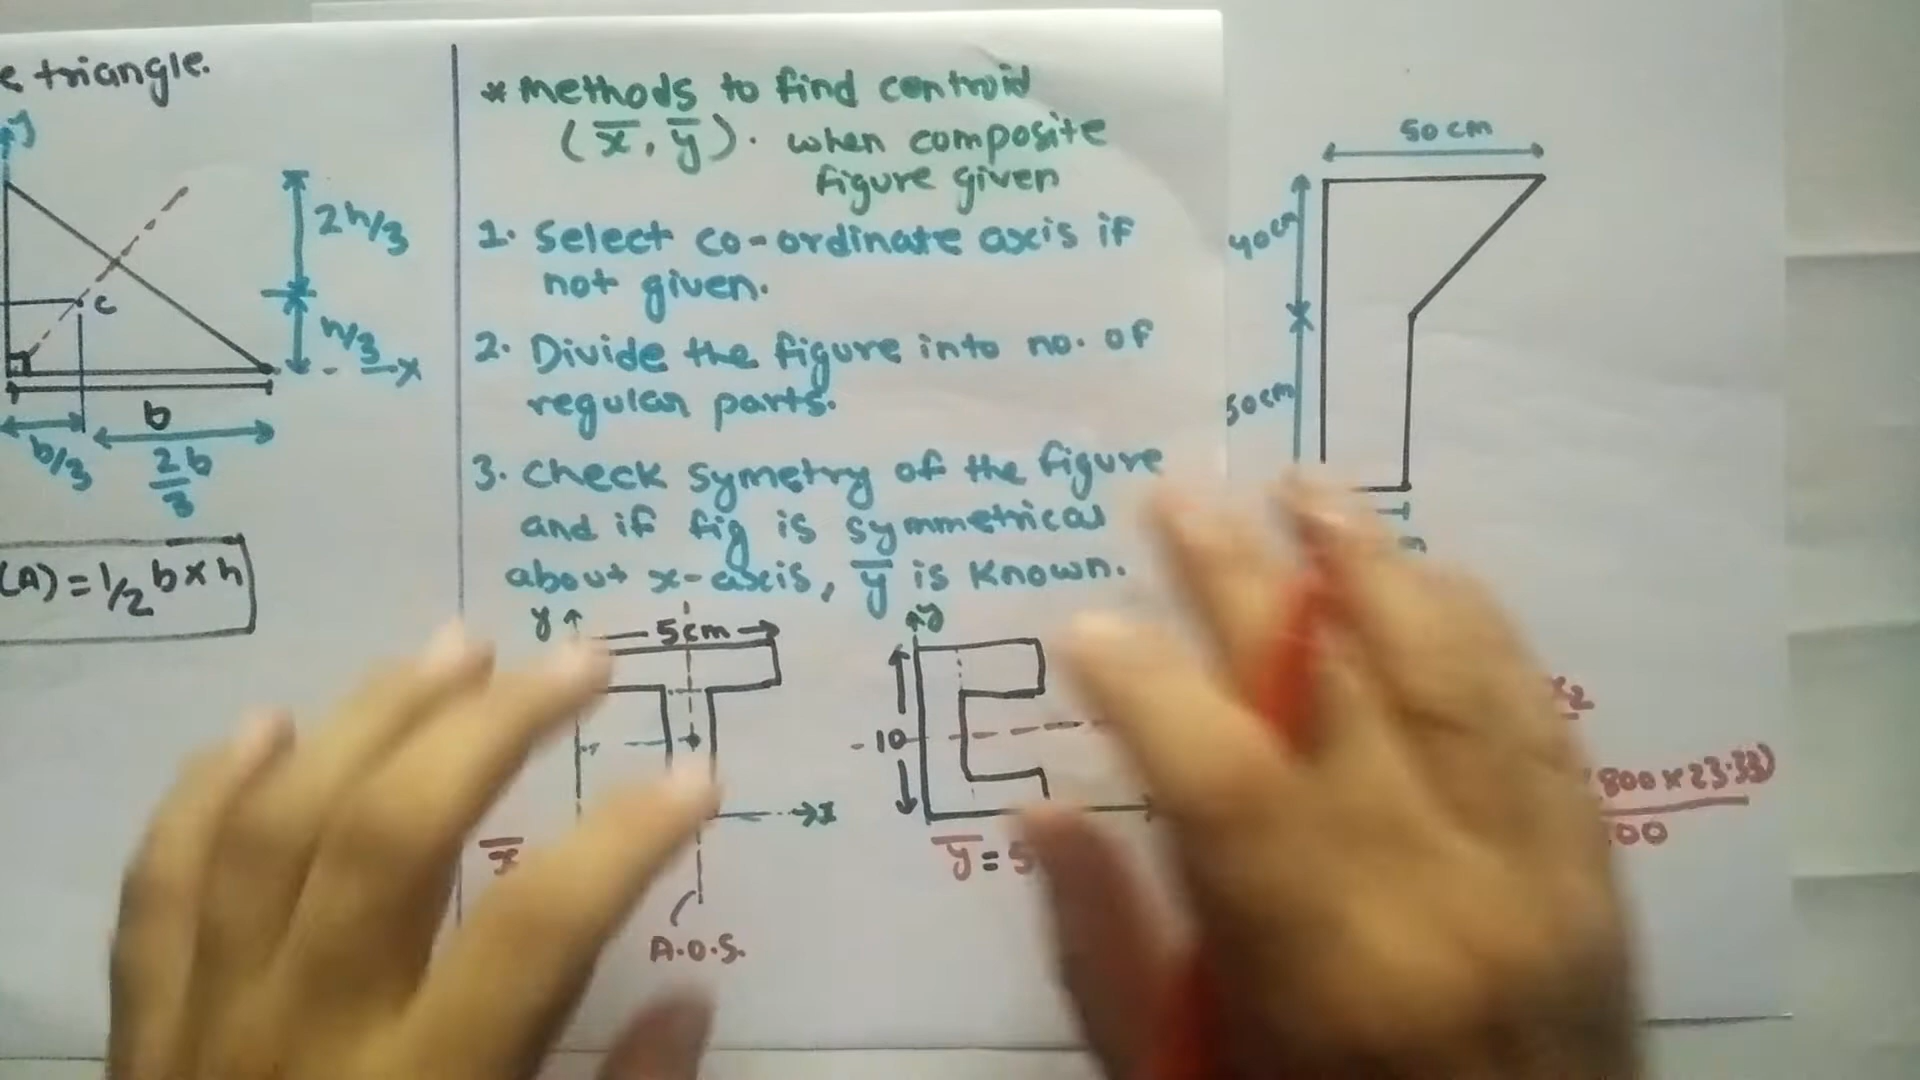 e triangle.
y
2h/3
c
h/3
x
b
b/3
2b
3
(A) = 1/2 b x h
* Methods to find centroid
(x̅, y̅). when composite
figure given
1. Select co-ordinate axis if
not given.
2. Divide the figure into no. of
regular parts.
3. Check symetry of the figure
and if fig is symmetrical
about x-axis, y̅ is known.
y
5cm
x
x̅
A.O.S.
y
10
y̅ = 5
50 cm
40cm
50cm
x2
800 x 23.33)
00